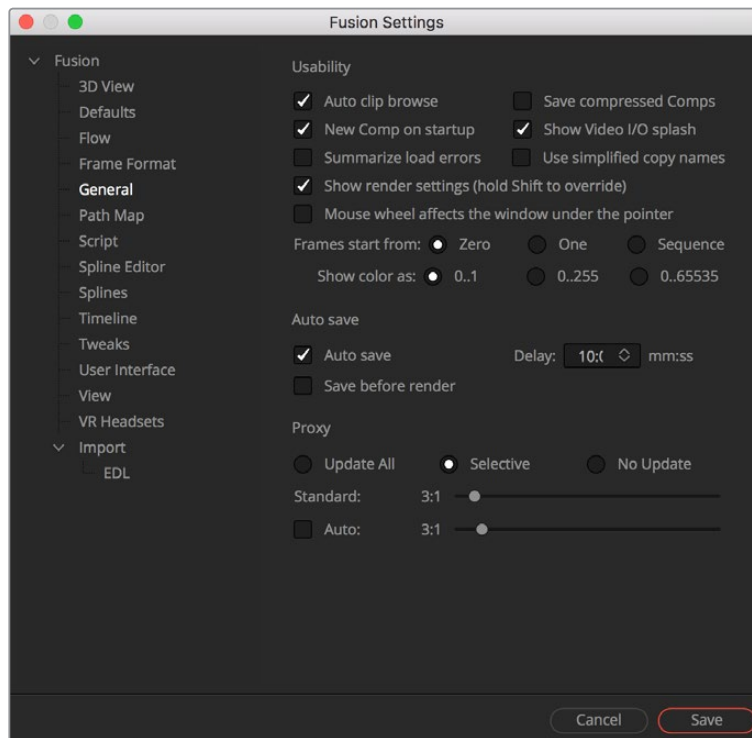 Fusion Settings
Fusion
3D View
Defaults
Flow
Frame Format
General
Path Map
Script
Spline Editor
Splines
Timeline
Tweaks
User Interface
View
VR Headsets
Import
EDL
Usability
Auto clip browse
Save compressed Comps
New Comp on startup
Show Video I/O splash
Summarize load errors
Use simplified copy names
Show render settings (hold Shift to override)
Mouse wheel affects the window under the pointer
Frames start from: Zero One Sequence
Show color as: 0..1 0..255 0..65535
Auto save
Auto save
Delay: 10:( mm:ss
Save before render
Proxy
Update All Selective No Update
Standard: 3:1
Auto: 3:1
Cancel Save